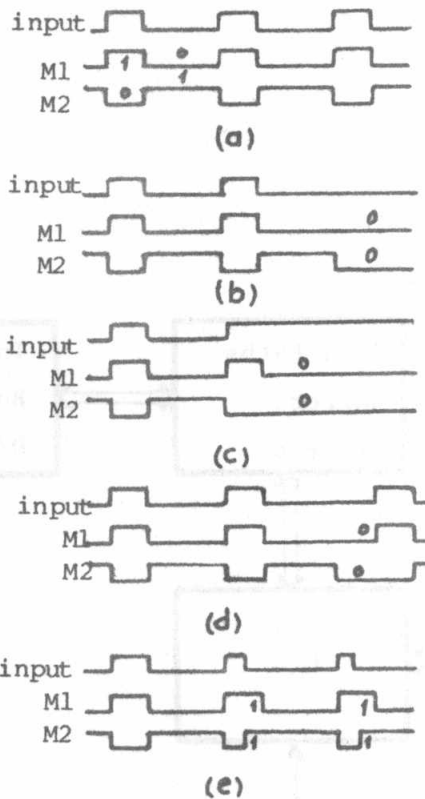 input
0
M1 1
1
M2 0
(a)
input
M1 0
M2 0
(b)
input
M1 0
M2 0
(c)
input
M1 0
M2 0
(d)
input
M1 1 1
M2 1 1
(e)